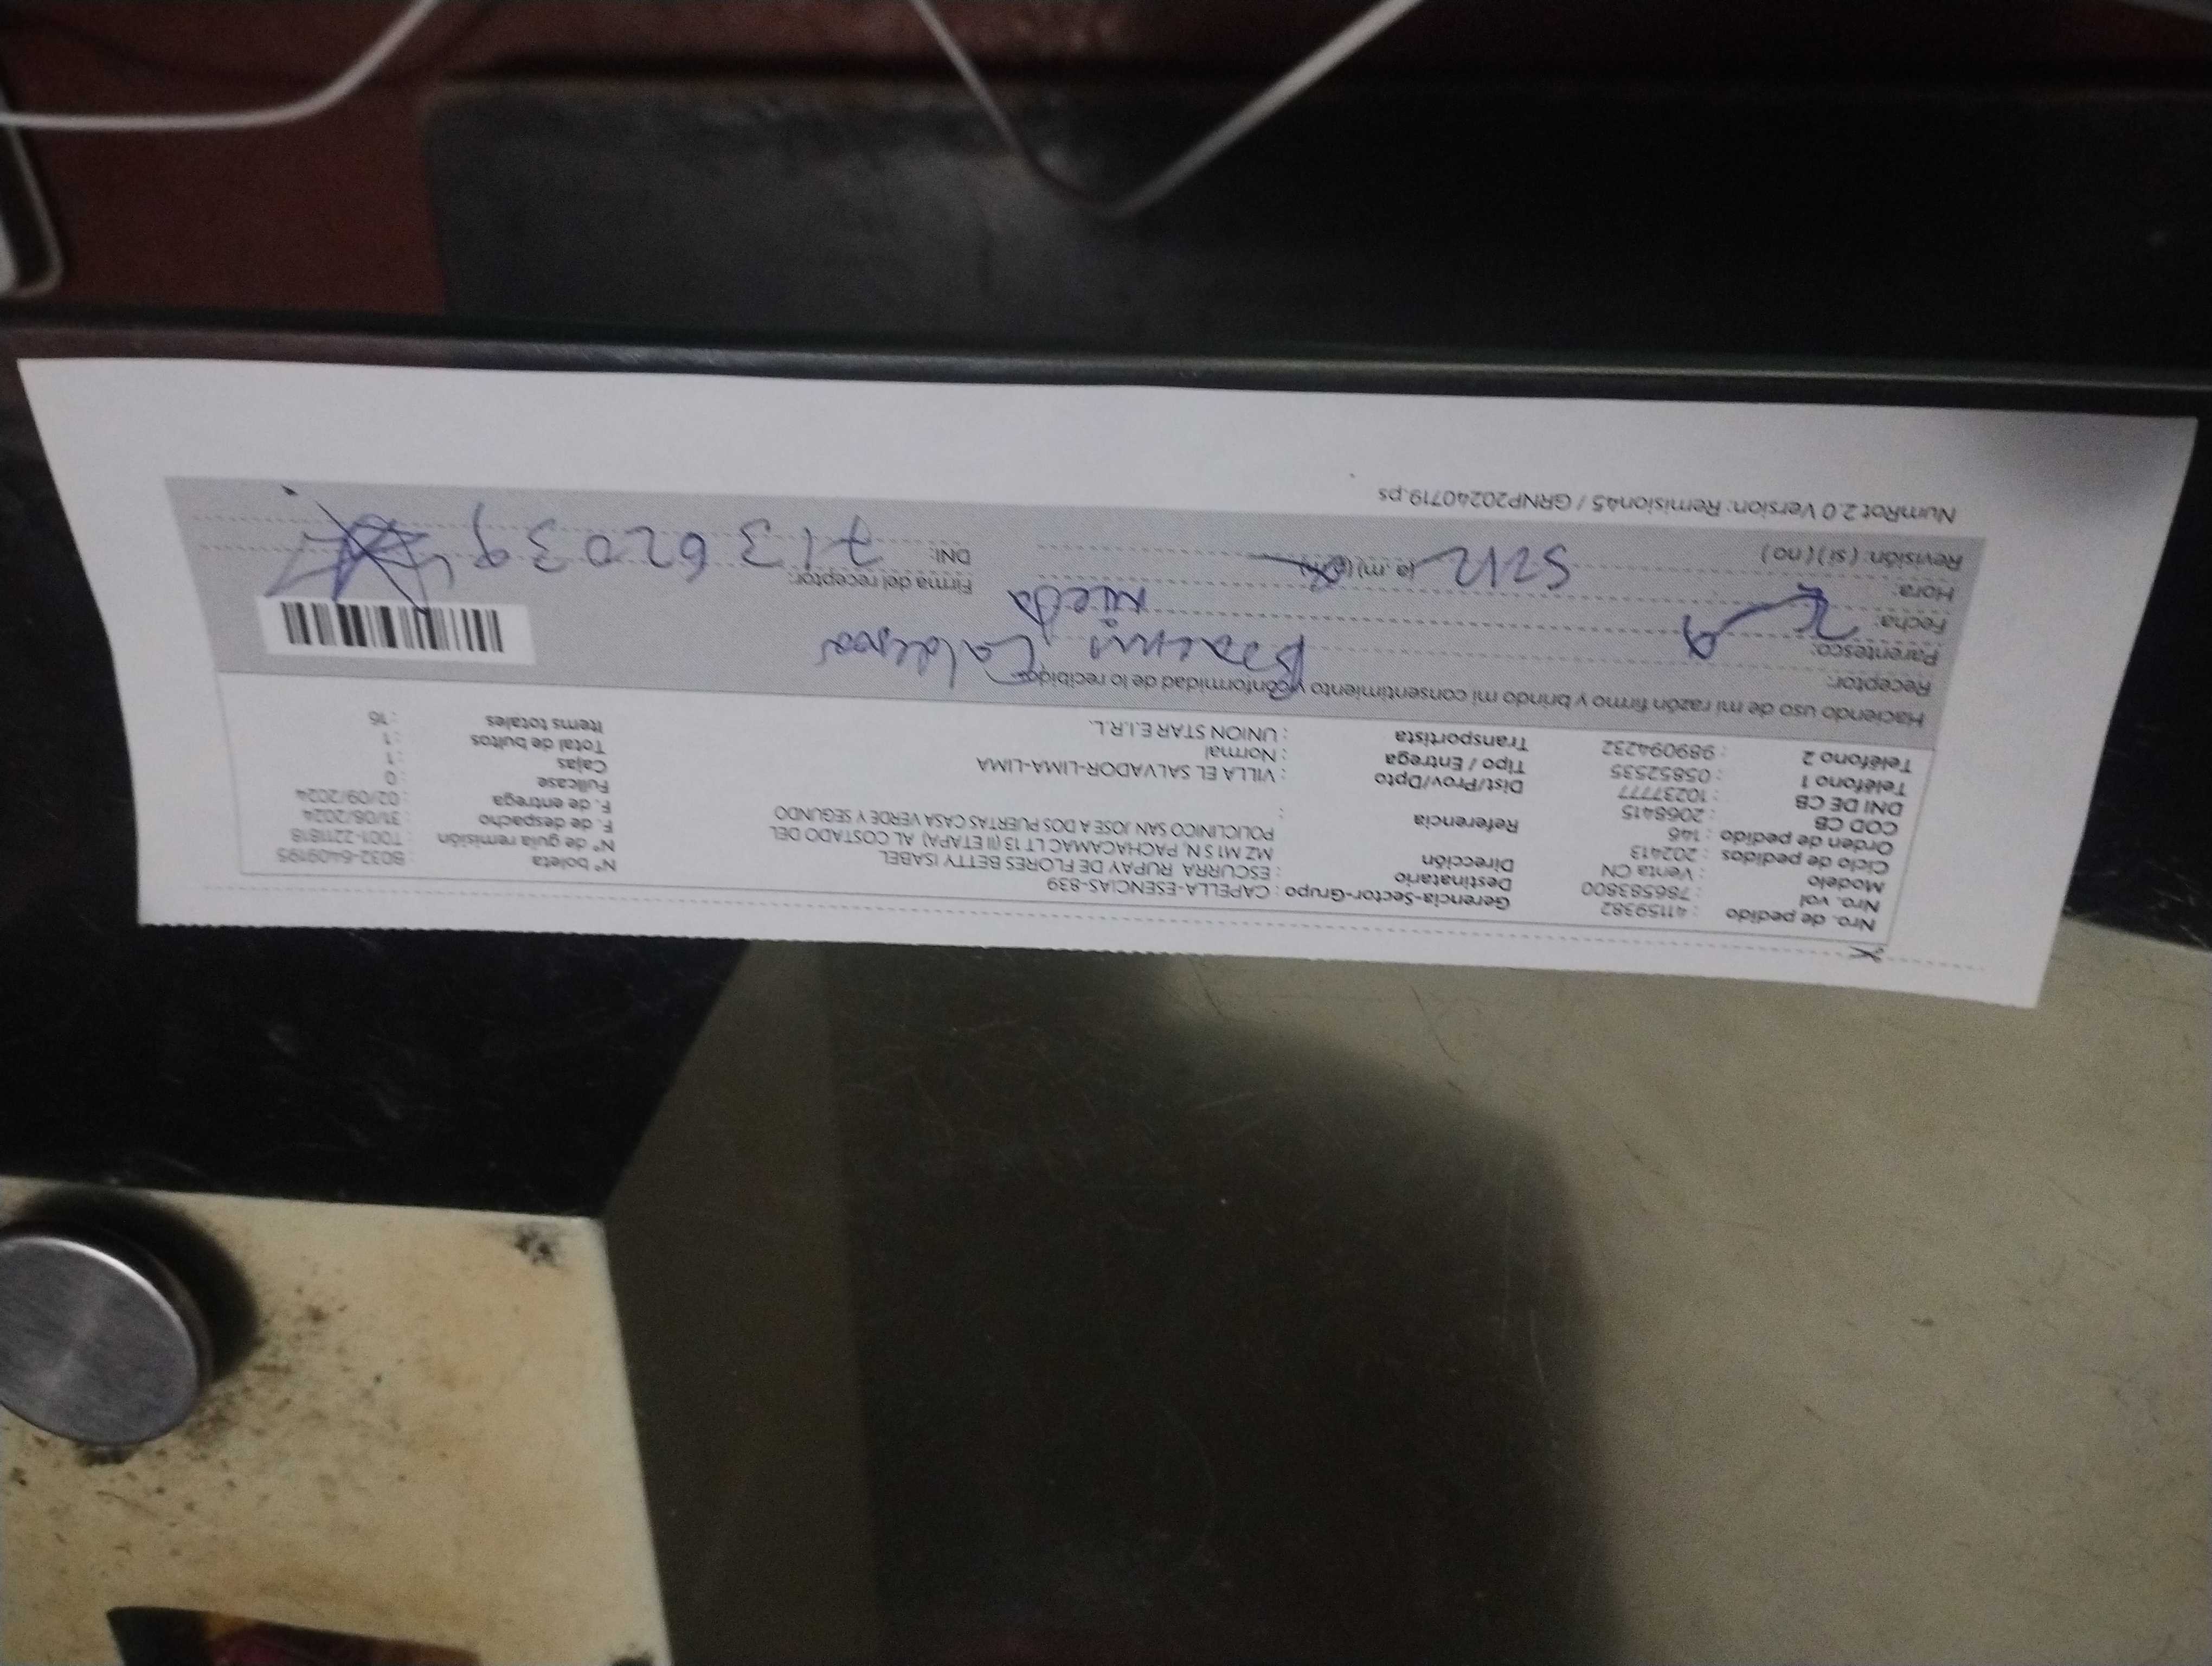 Nro. de pedido : 41159382 Gerencia-Sector-Grupo : CAPELLA-ESENCIAS-839 N° boleta : B032-6409195
Nro. val : 786583800 Destinatario : ESCURRA RUPAY DE FLORES BETTY ISABEL N° de guía remisión : T001-2211818
Modelo : Venta CN Dirección MZ M1 S N, PACHACAMAC LT 13 (II ETAPA) AL COSTADO DEL F. de despacho : 31/08/2024
Ciclo de pedidos : 202413 POLICLINICO SAN JOSE A DOS PUERTAS CASA VERDE Y SEGUNDO F. de entrega : 02/09/2024
Orden de pedido : 146 Referencia : Fullcase : 0
COD CB : 2068415 Dist/Prov/Dpto : VILLA EL SALVADOR-LIMA-LIMA Cajas : 1
DNI DE CB : 10237777 Tipo / Entrega : Normal Total de bultos : 1
Teléfono 1 : 05852535 Transportista : UNION STAR E.I.R.L. Items totales : 16
Teléfono 2 : 989094232
Haciendo uso de mi razón firmo y brindo mi consentimiento y conformidad de lo recibido
Receptor:
Parentesco:
Fecha:
Hora: (a.m)
Revisión: ( si ) ( no )
Firma del receptor:
DNI: 71362039
NumRot 2.0 Version: Remision45 / GRNP20240719.ps